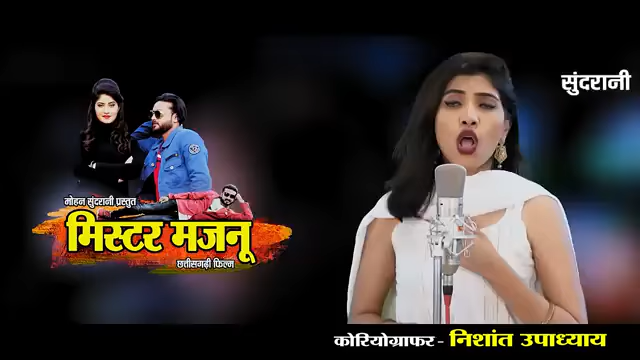 सुंदरानी
मोहन सुंदरानी प्रस्तुत
मिस्टर मजनू
छत्तीसगढ़ी फिल्म
कोरियोग्राफर - निशांत उपाध्याय